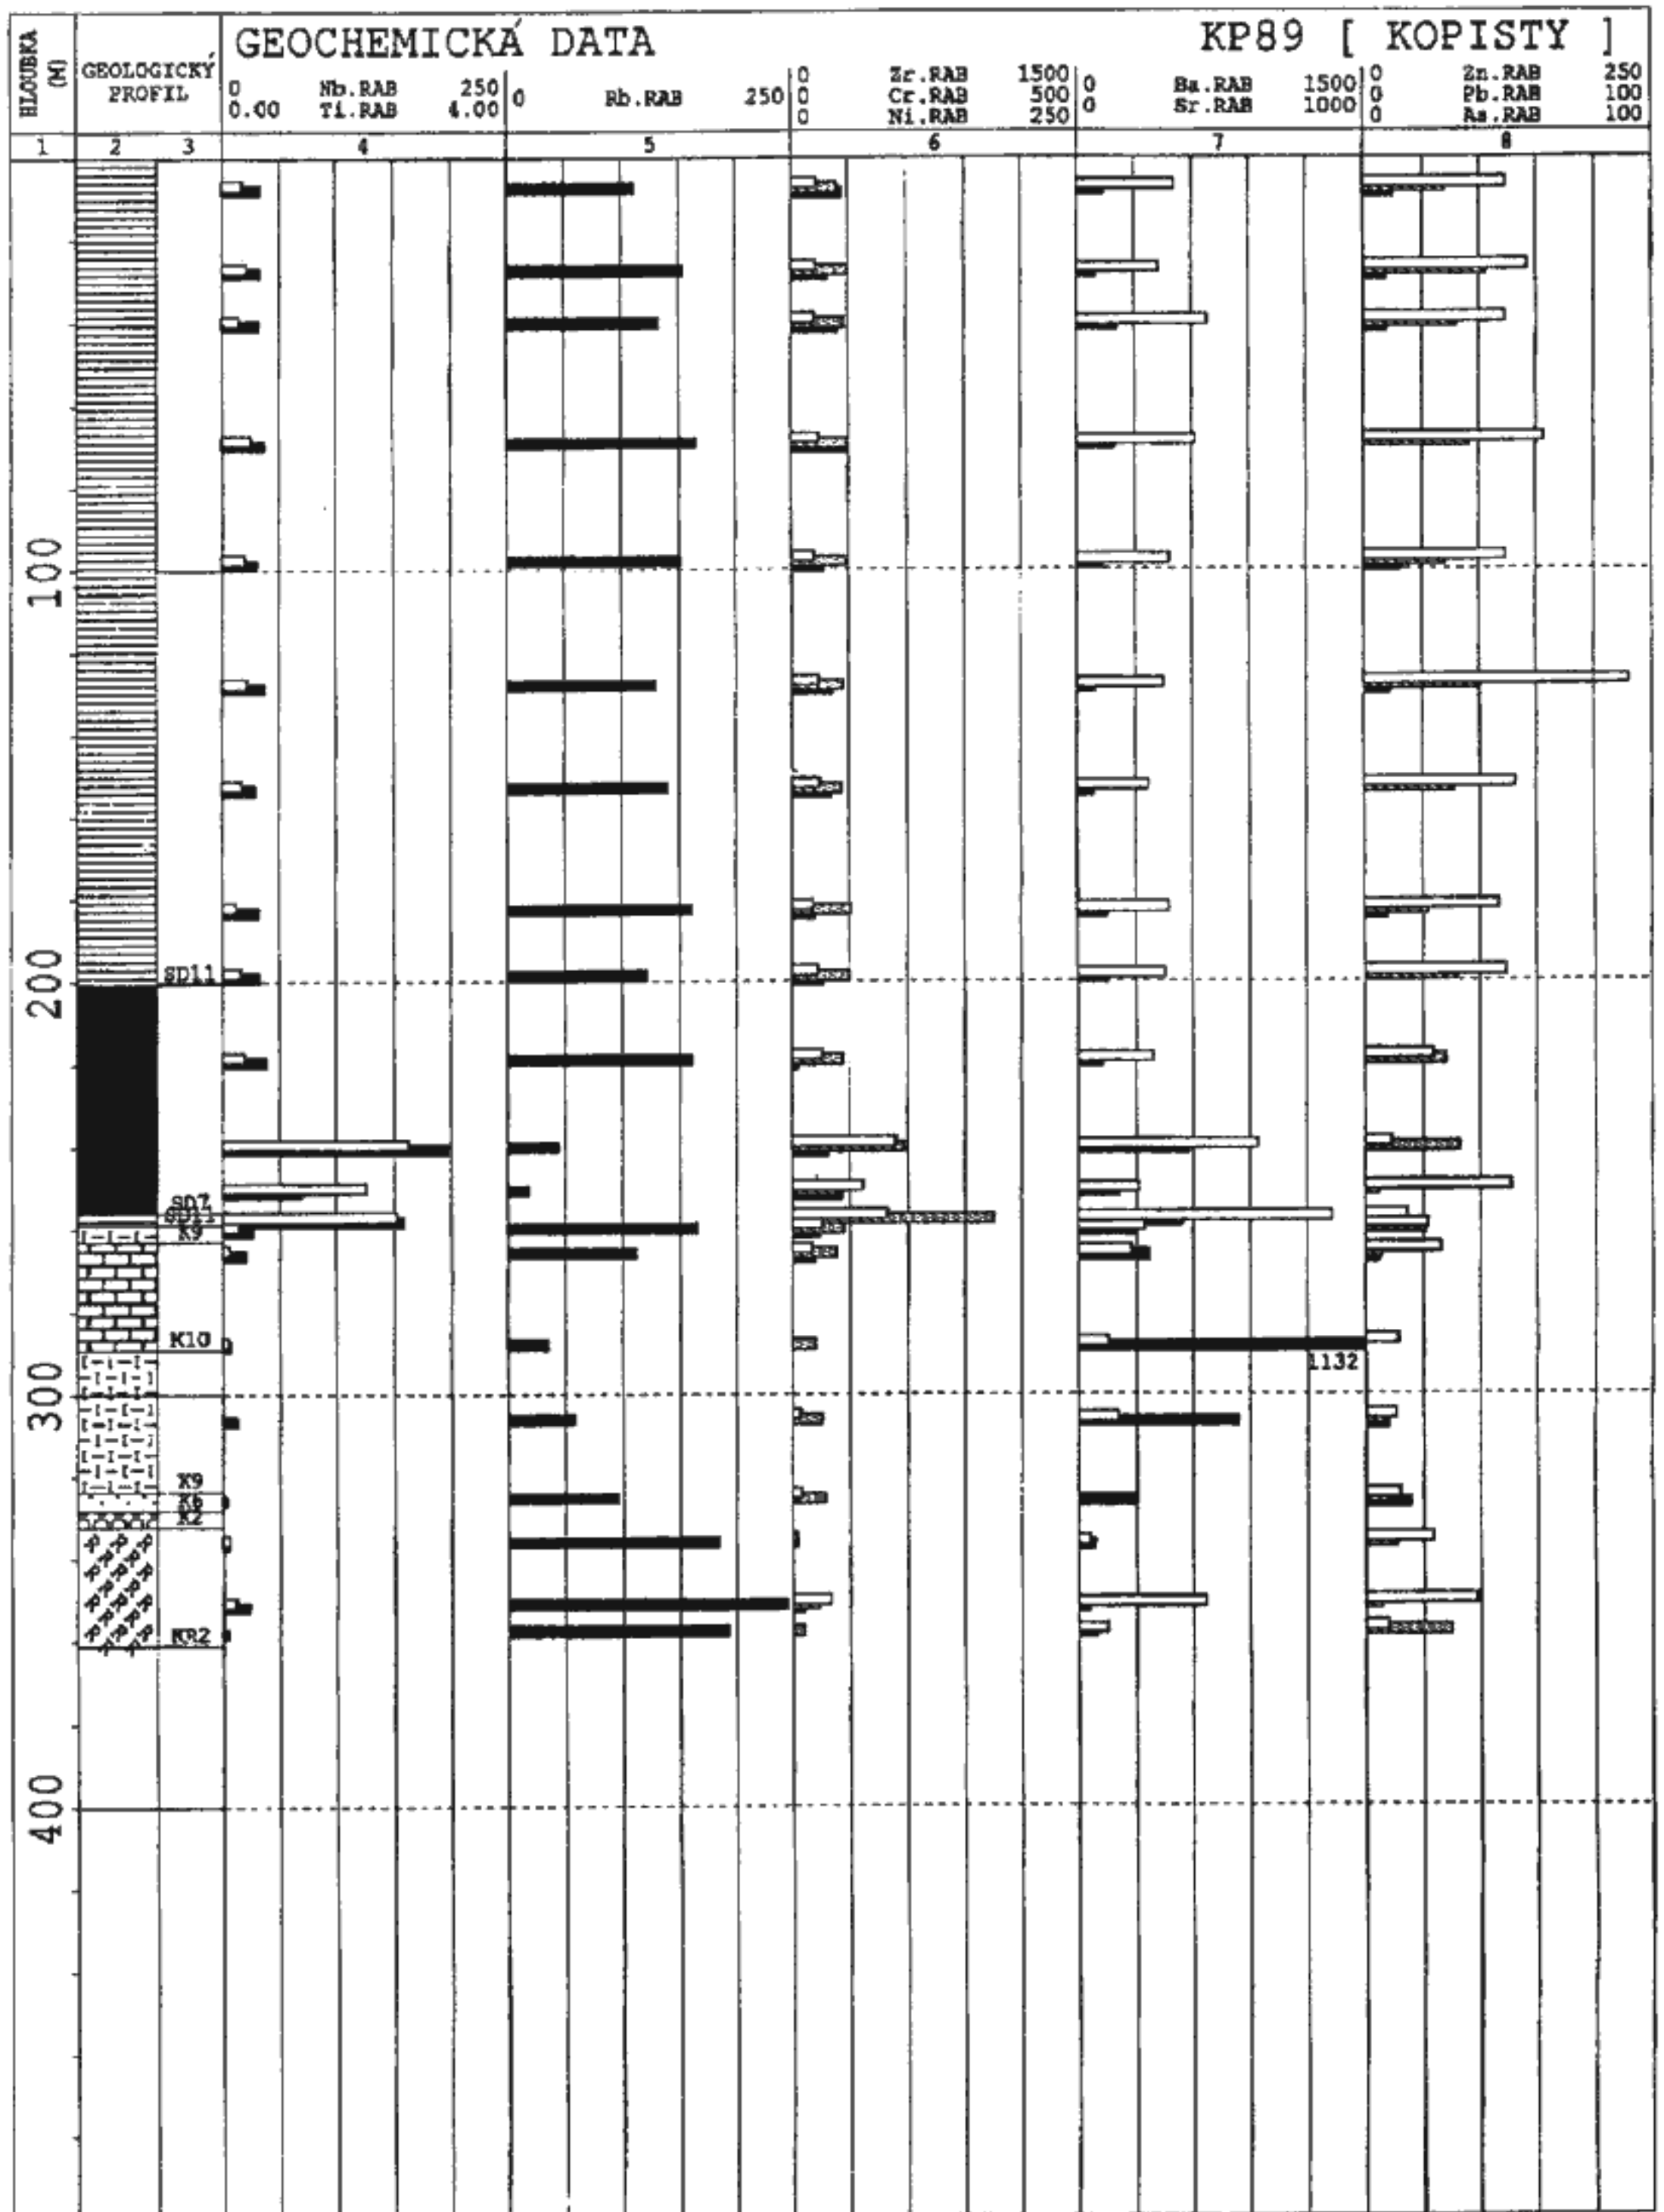 GEOCHEMICKÁ DATA KP89 [ KOPISTY ]
HLOUBKA (M)
GEOLOGICKÝ PROFIL
0 Nb.RAB 250
0.00 Ti.RAB 4.00
0 Rb.RAB 250
0 Zr.RAB 1500
0 Cr.RAB 500
0 Ni.RAB 250
0 Ba.RAB 1500
0 Sr.RAB 1000
0 Zn.RAB 250
0 Pb.RAB 100
0 As.RAB 100
1 2 3 4 5 6 7 8
100
SD11
200
SD7
SD11
K9
K10
1132
300
K9
K6
K2
KR2
400